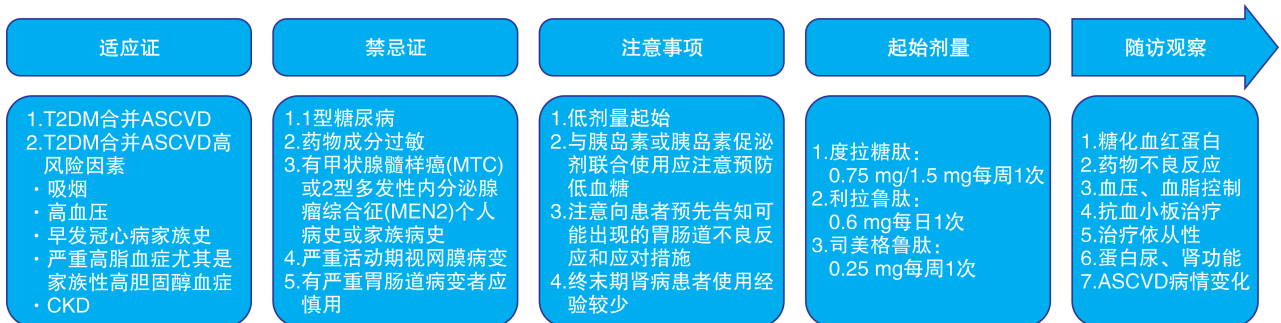 适应证
禁忌证
注意事项
起始剂量
随访观察
1.T2DM合并ASCVD
2.T2DM合并ASCVD高
风险因素
·吸烟
·高血压
·早发冠心病家族史
·严重高脂血症尤其是
家族性高胆固醇血症
·CKD
1.1型糖尿病
2.药物成分过敏
3.有甲状腺髓样癌(MTC)
或2型多发性内分泌腺
瘤综合征(MEN2)个人
病史或家族病史
4.严重活动期视网膜病变
5.有严重胃肠道病变者应
慎用
1.低剂量起始
2.与胰岛素或胰岛素促泌
剂联合使用应注意预防
低血糖
3.注意向患者预先告知可
能出现的胃肠道不良反
应和应对措施
4.终末期肾病患者使用经
验较少
1.度拉糖肽：
0.75 mg/1.5 mg每周1次
2.利拉鲁肽：
0.6 mg每日1次
3.司美格鲁肽：
0.25 mg每周1次
1.糖化血红蛋白
2.药物不良反应
3.血压、血脂控制
4.抗血小板治疗
5.治疗依从性
6.蛋白尿、肾功能
7.ASCVD病情变化